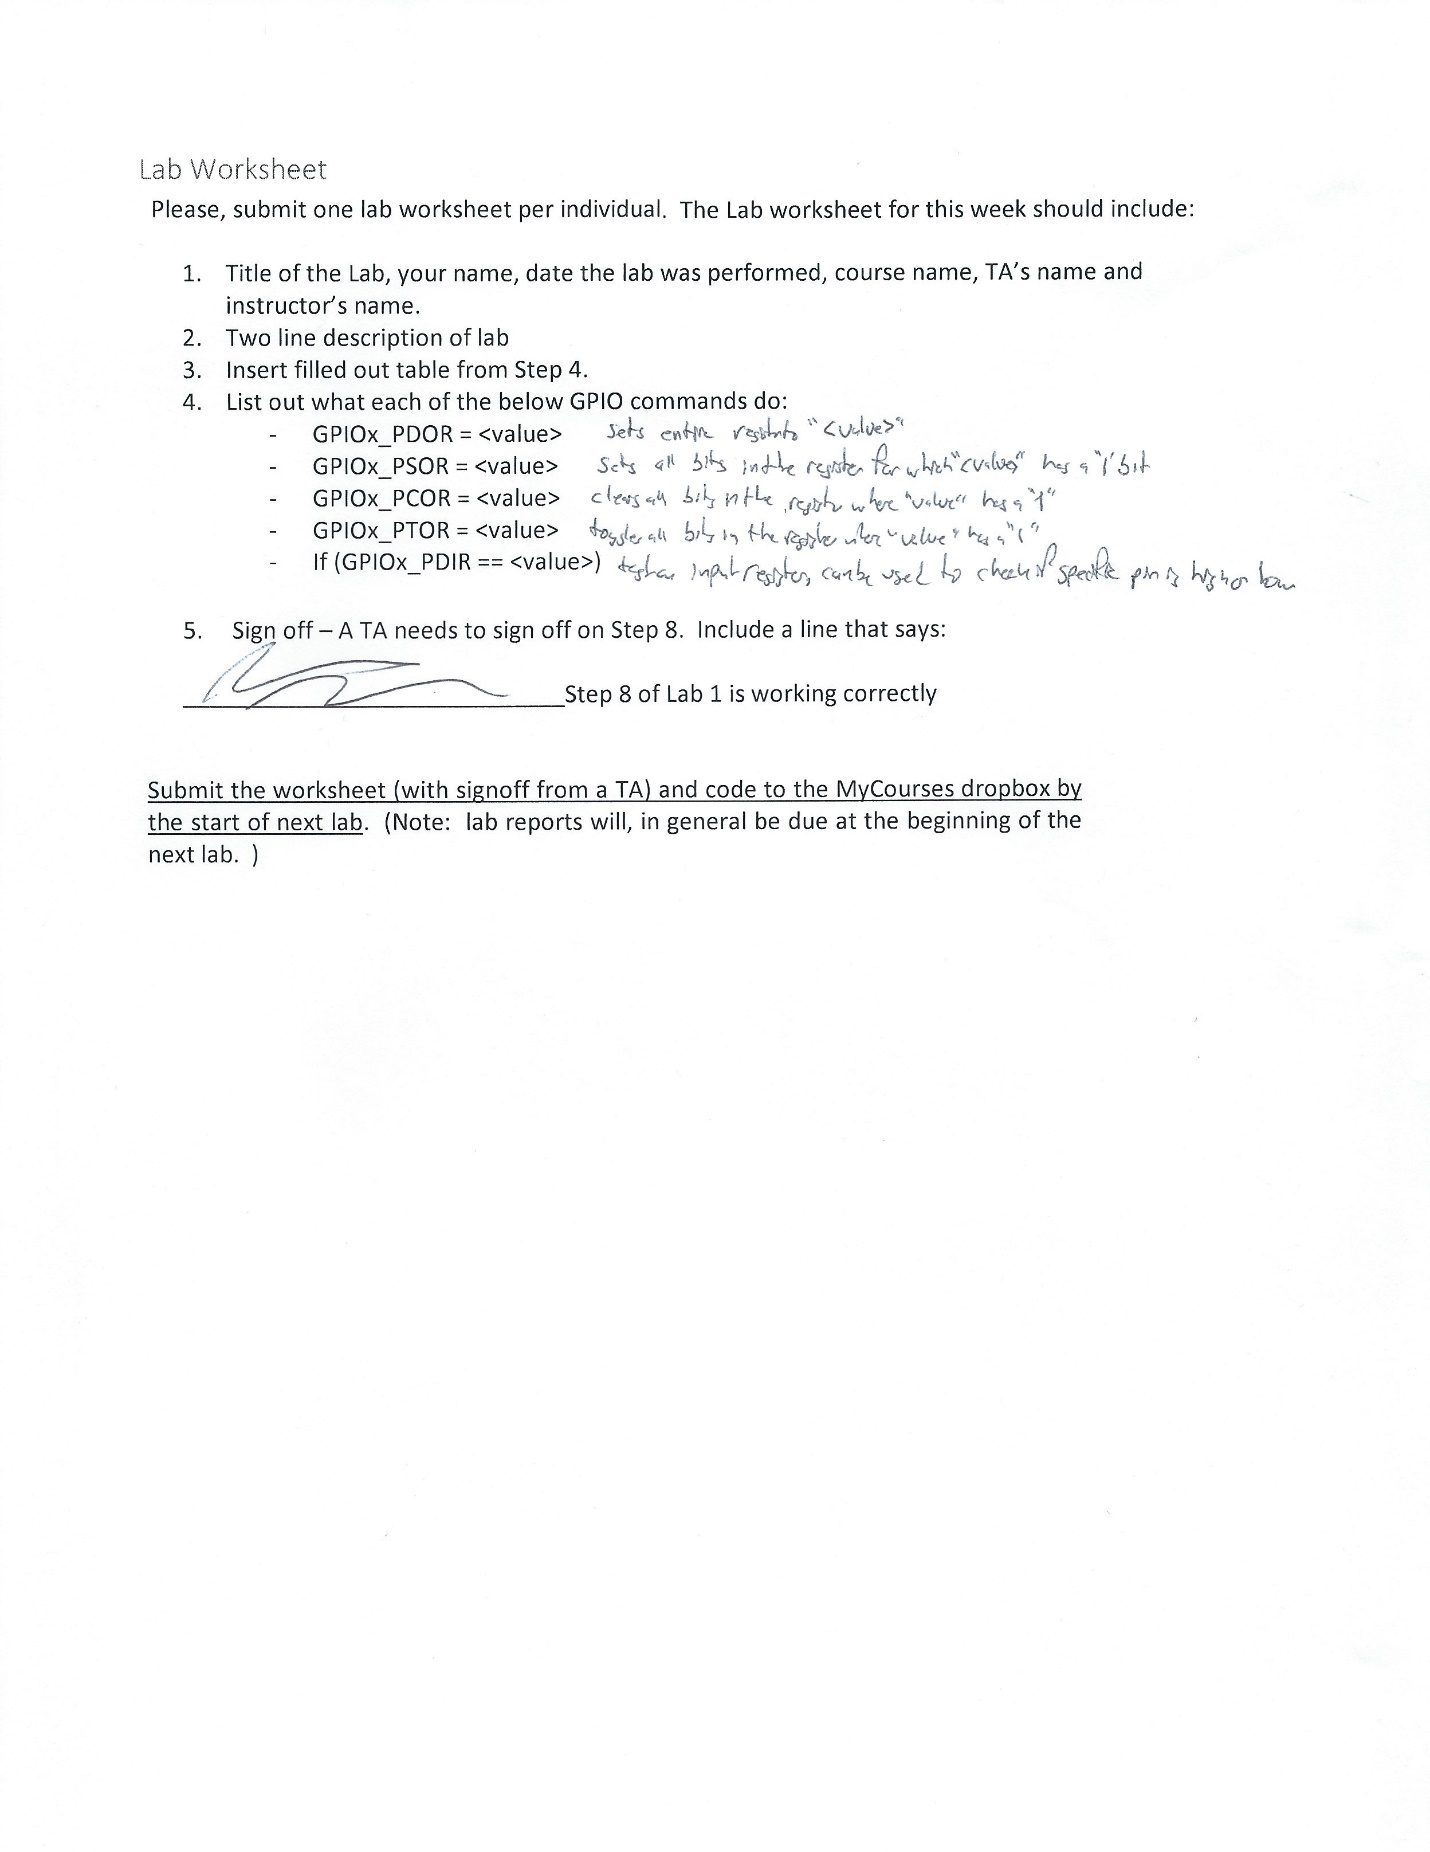 Lab Worksheet
Please, submit one lab worksheet per individual. The Lab worksheet for this week should include:
1. Title of the Lab, your name, date the lab was performed, course name, TA's name and
instructor's name.
2. Two line description of lab
3. Insert filled out table from Step 4.
4. List out what each of the below GPIO commands do:
- GPIOx_PDOR = <value> Sets entire "<value>"
- GPIOx_PSOR = <value> Sets all bits in the register for which "<value>" has a "1" bit
- GPIOx_PCOR = <value> clears all bits in the register where "value" has a "1"
- GPIOx_PTOR = <value> toggles all bits in the register where "value" has a "1"
- If (GPIOx_PDIR == <value>) input register, can be used to check if specific pin is high or low
5. Sign off – A TA needs to sign off on Step 8. Include a line that says:
Step 8 of Lab 1 is working correctly
Submit the worksheet (with signoff from a TA) and code to the MyCourses dropbox by
the start of next lab. (Note: lab reports will, in general be due at the beginning of the
next lab. )